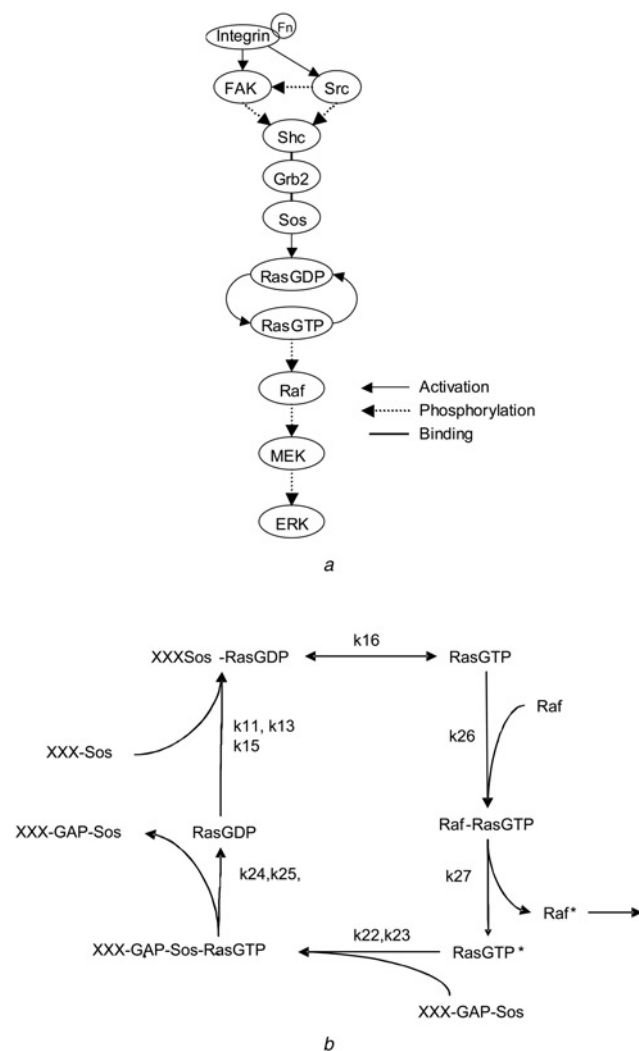 Fn
Integrin
FAK
Src
Shc
Grb2
Sos
RasGDP
RasGTP
Raf
Activation
Phosphorylation
MEK
Binding
ERK
a
k16
XXXSos -RasGDP
RasGTP
k11, k13
k15
Raf
k26
XXX-Sos
XXX-GAP-Sos
RasGDP
Raf-RasGTP
k24,k25,
k27
Raf*
k22,k23
XXX-GAP-Sos-RasGTP
RasGTP*
XXX-GAP-Sos
b